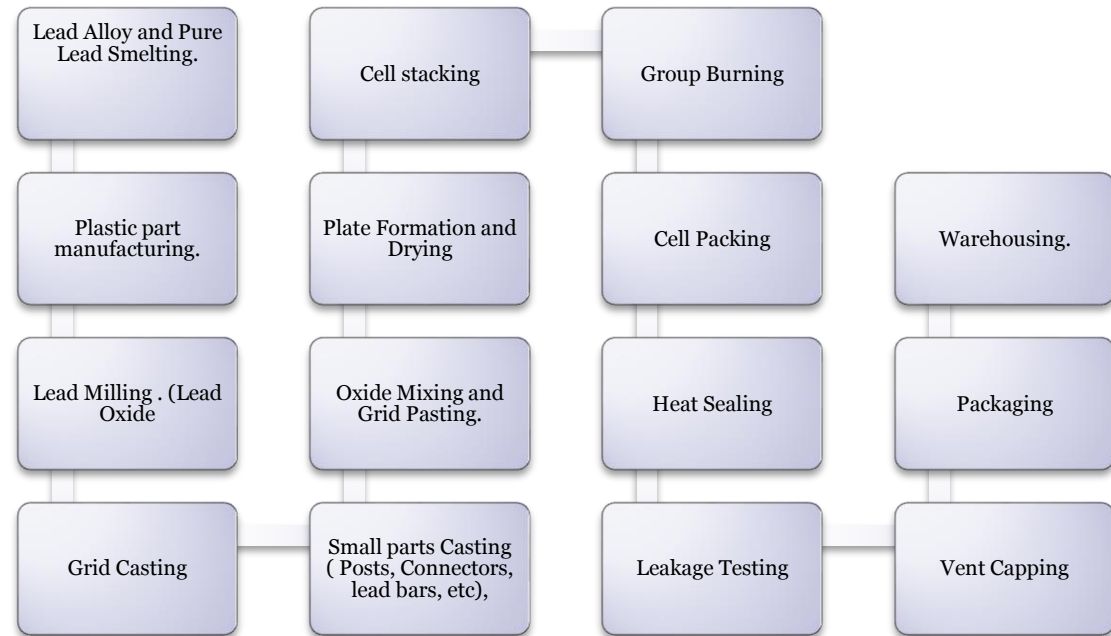 Lead Alloy and Pure
Lead Smelting.
Plastic part
manufacturing.
Lead Milling . (Lead
Oxide
Grid Casting
Small parts Casting
( Posts, Connectors,
lead bars, etc),
Oxide Mixing and
Grid Pasting.
Plate Formation and
Drying
Cell stacking
Group Burning
Cell Packing
Heat Sealing
Leakage Testing
Vent Capping
Packaging
Warehousing.